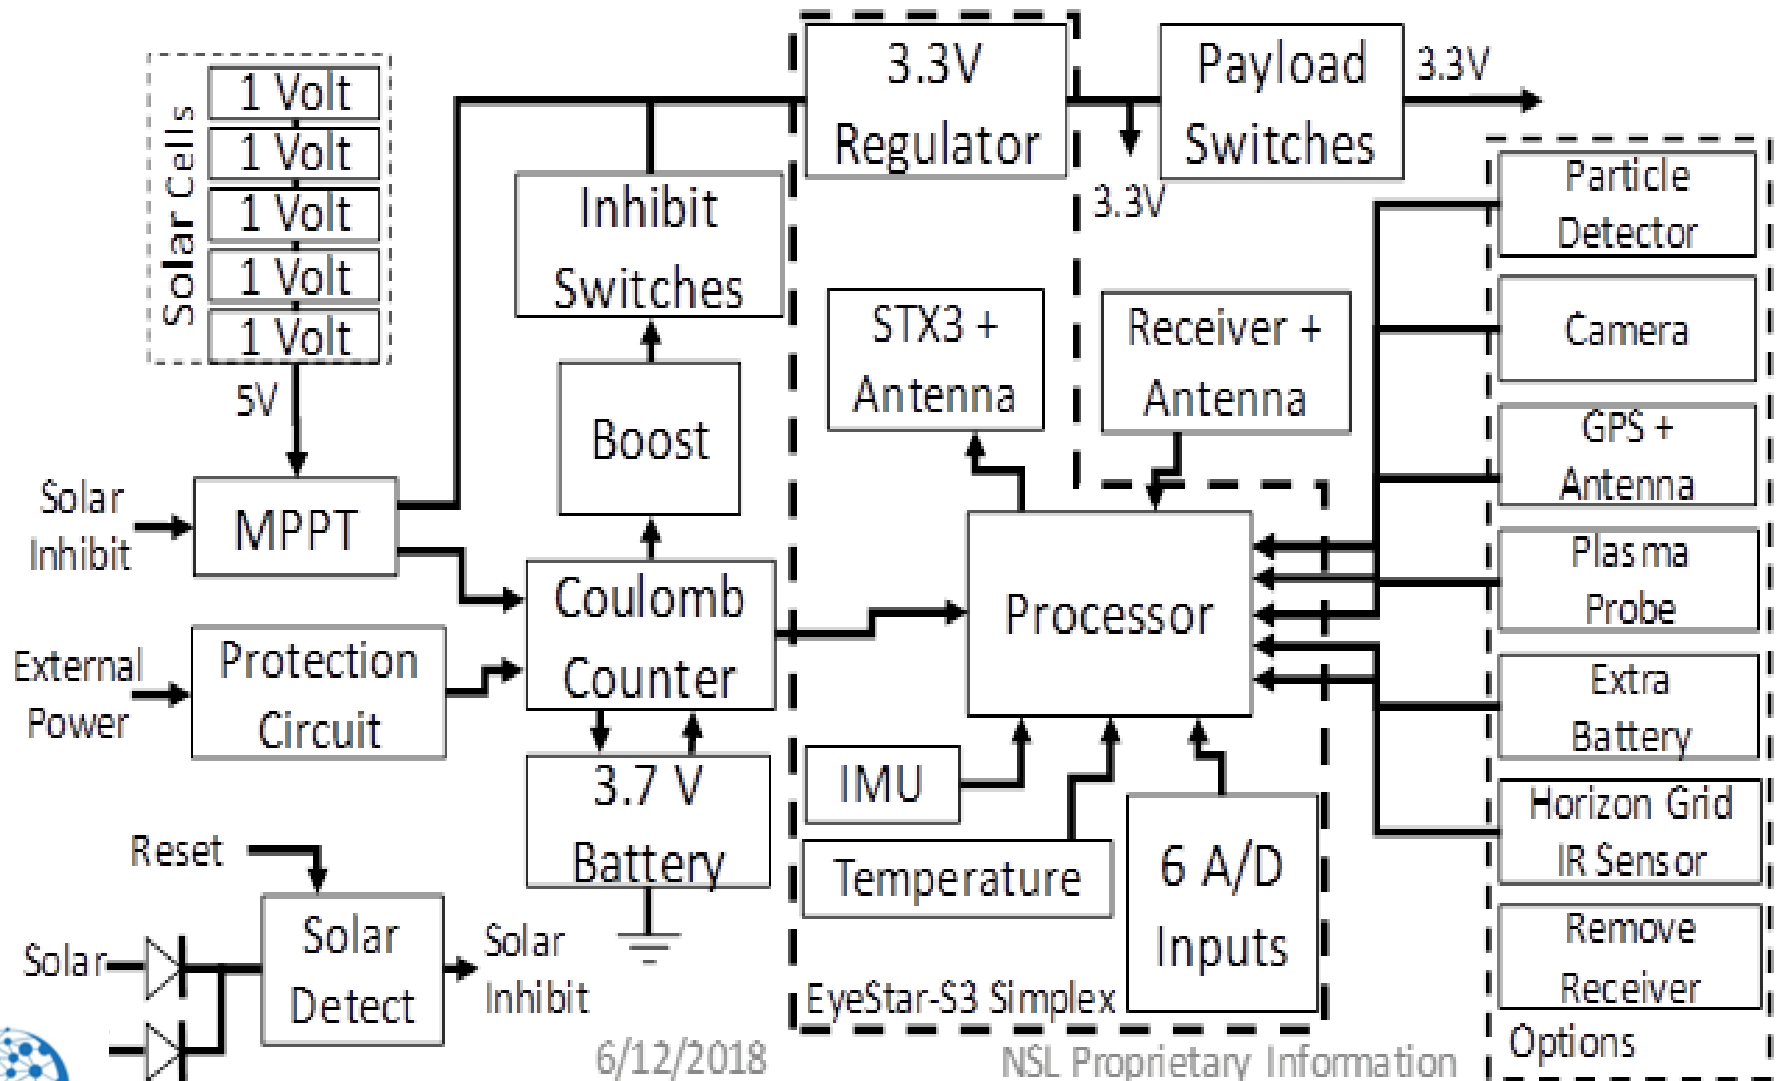 Solar Cells
1 Volt
1 Volt
1 Volt
1 Volt
1 Volt
5V
Solar
Inhibit
MPPT
External
Power
Protection
Circuit
Reset
Solar
Solar
Detect
Solar
Inhibit
Inhibit
Switches
Boost
Coulomb
Counter
3.7 V
Battery
3.3V
Regulator
3.3V
Payload
Switches
3.3V
STX3 +
Antenna
Receiver +
Antenna
Processor
IMU
Temperature
6 A/D
Inputs
EyeStar-S3 Simplex
Particle
Detector
Camera
GPS +
Antenna
Plasma
Probe
Extra
Battery
Horizon Grid
IR Sensor
Remove
Receiver
Options
6/12/2018
NSL Proprietary Information